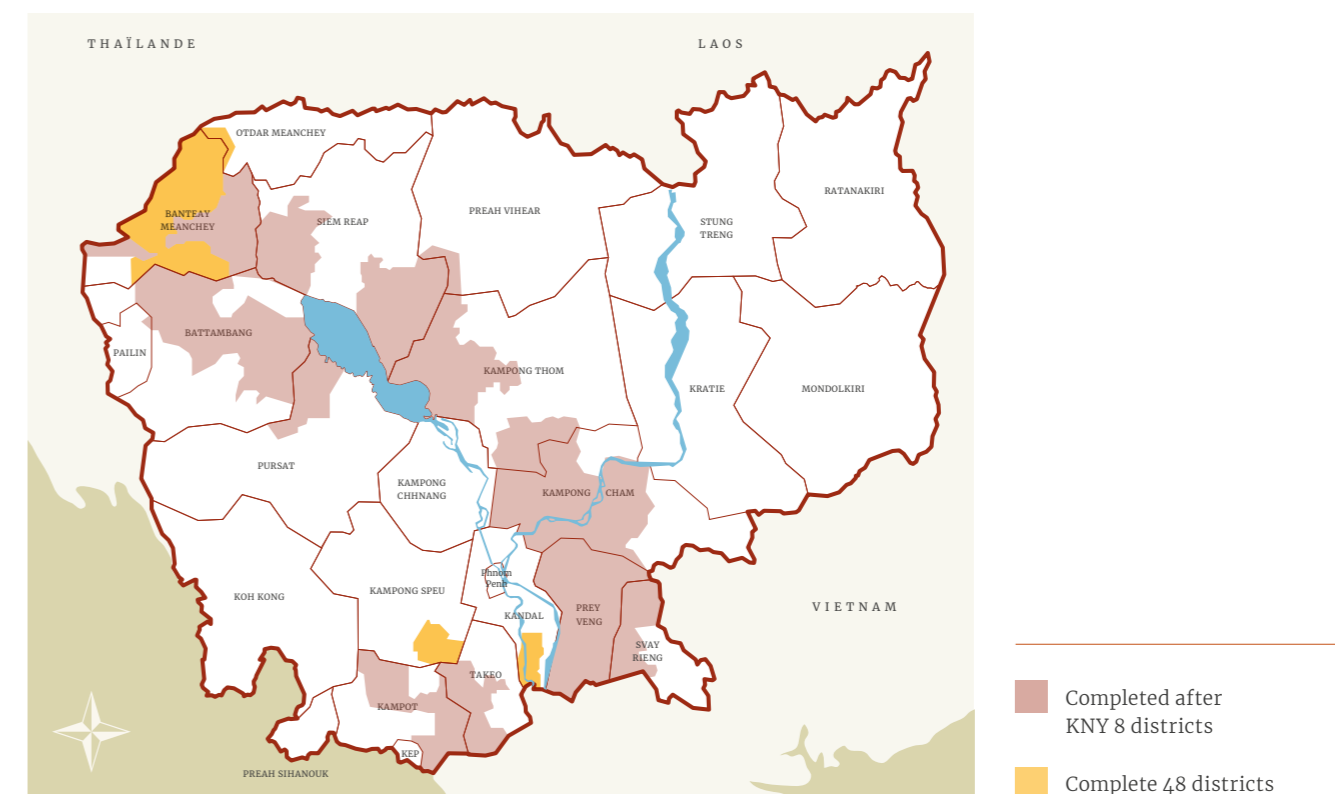 THAÏLANDE
LAOS
OTDAR MEANCHEY
RATANAKIRI
PREAH VIHEAR
BANTEAY
MEANCHEY
SIEM REAP
STUNG
TRENG
BATTAMBANG
PAILIN
KAMPONG THOM
KRATIE
MONDOLKIRI
PURSAT
KAMPONG
CHHNANG
KAMPONG CHAM
Phnom
Penh
KAMPONG SPEU
KOH KONG
KANDAL
PREY
VENG
VIETNAM
SVAY
RIENG
TAKEO
KAMPOT
KEP
PREAH SIHANOUK
Completed after
KNY 8 districts
Complete 48 districts